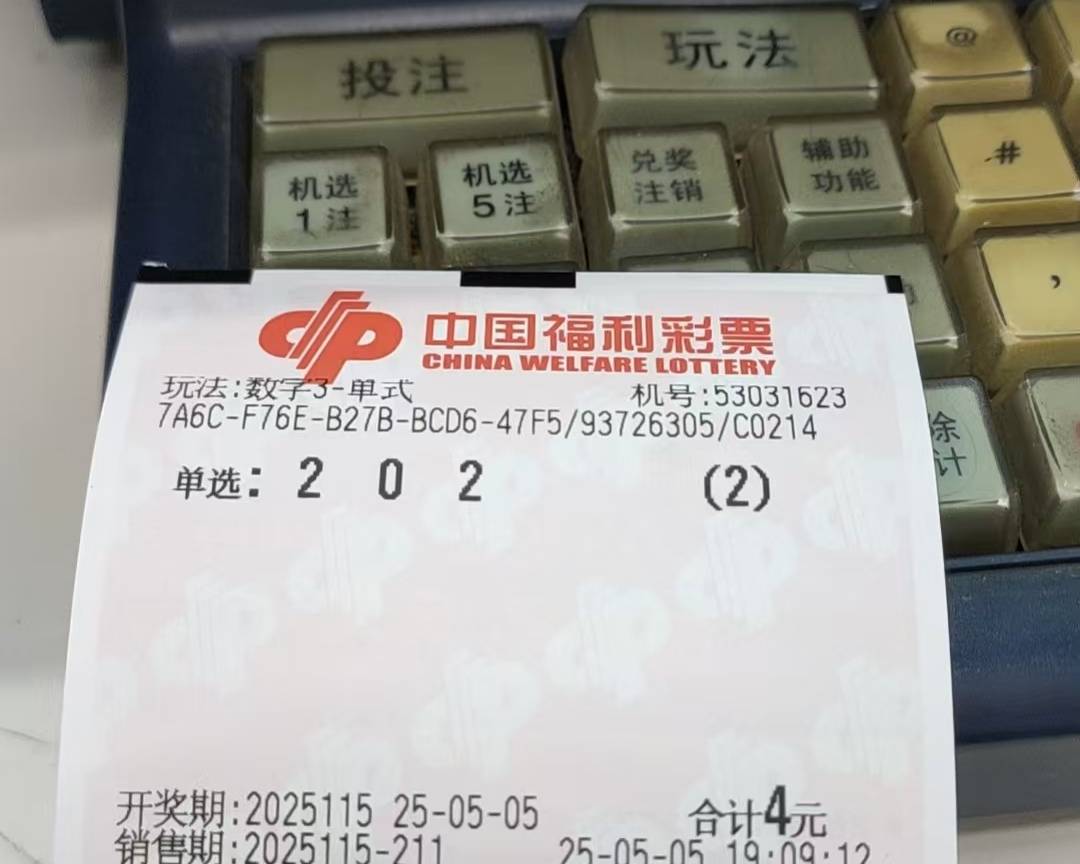 投注
玩法
@
机选
1注
机选
5注
兑奖
注销
辅助
功能
#
,
中国福利彩票
CHINA WELFARE LOTTERY
玩法:数字3-单式 机号:53031623
7A6C-F76E-B27B-BCD6-47F5/93726305/C0214
单选: 2 0 2 (2)
开奖期:2025115 25-05-05 合计4元
销售期:2025115-211 25-05-05 19:09:12